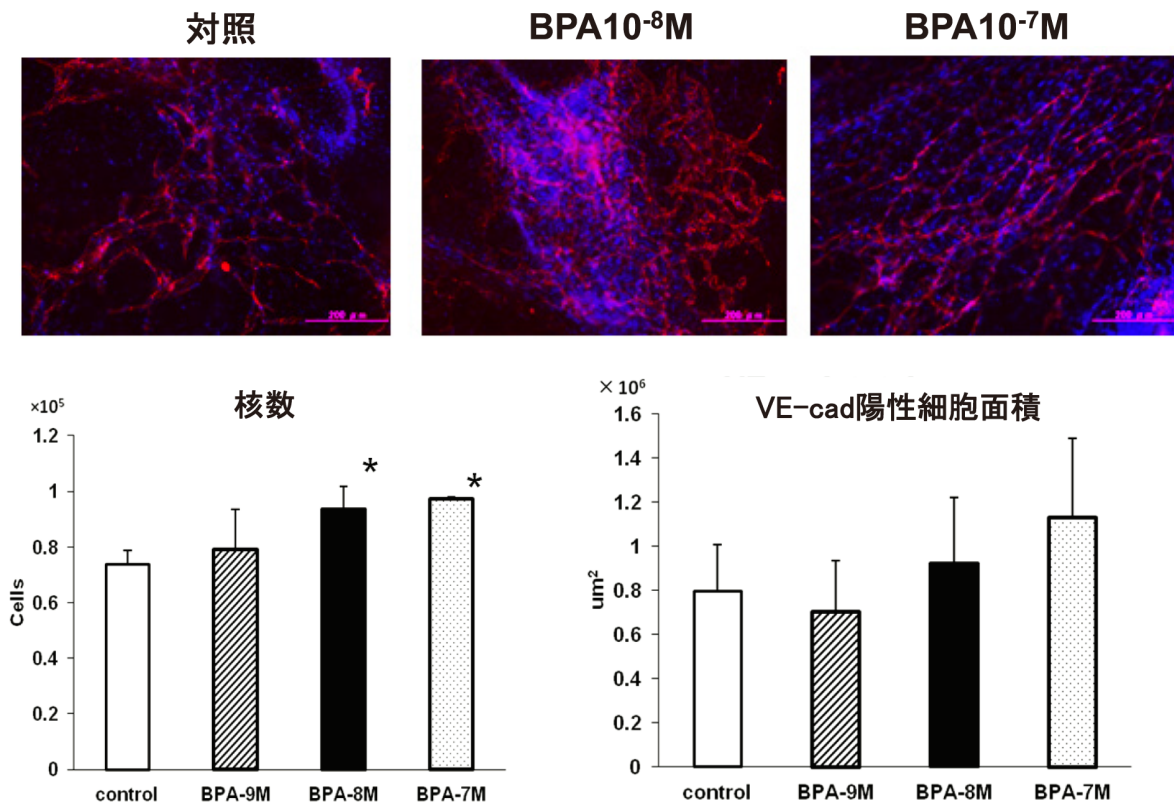 対照
BPA10-8M
BPA10-7M
200 μm
200 μm
200 μm
核数
×105
Cells
1.2
1
0.8
0.6
0.4
0.2
0
control
BPA-9M
*
BPA-8M
*
BPA-7M
VE-cad陽性細胞面積
×106
um2
1.6
1.4
1.2
1
0.8
0.6
0.4
0.2
0
control
BPA-9M
BPA-8M
BPA-7M